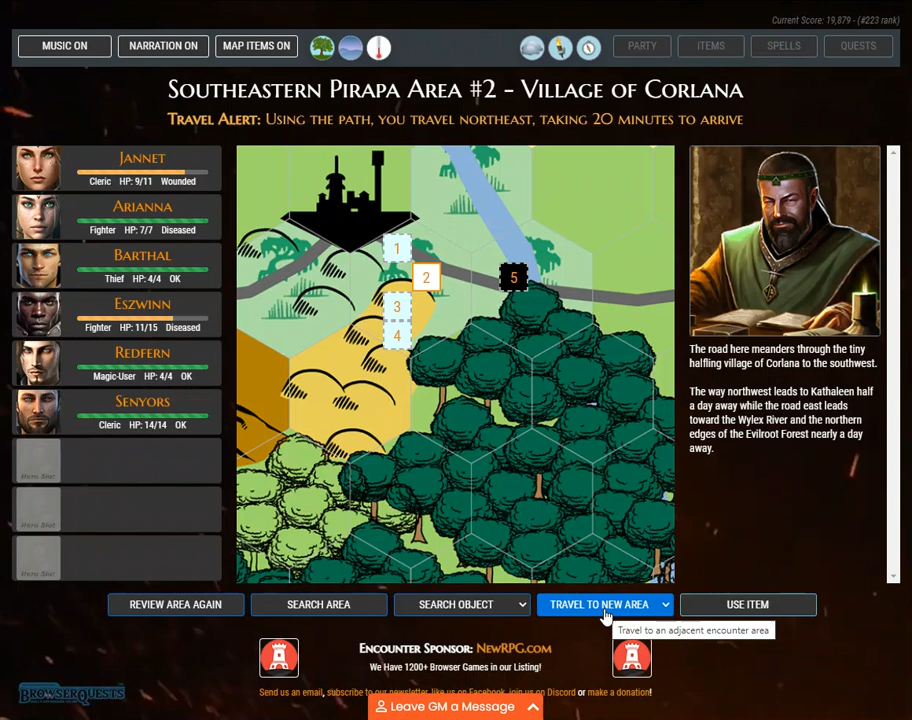 Current Score: 19,879 - (#223 rank)
MUSIC ON
NARRATION ON
MAP ITEMS ON
PARTY
ITEMS
SPELLS
QUESTS
Southeastern Pirapa Area #2 - Village of Corlana
Travel Alert: Using the path, you travel northeast, taking 20 minutes to arrive
Jannet
Cleric HP: 9/11 Wounded
Arianna
Fighter HP: 7/7 Diseased
Barthal
Thief HP: 4/4 OK
Eszwinn
Fighter HP: 11/15 Diseased
Redfern
Magic-User HP: 4/4 OK
Senyors
Cleric HP: 14/14 OK
Hero Slot
Hero Slot
Hero Slot
1
2
3
4
5
The road here meanders through the tiny
halfling village of Corlana to the southwest.
The way northwest leads to Kathaleen half
a day away while the road east leads
toward the Wylex River and the northern
edges of the Evilroot Forest nearly a day
away.
REVIEW AREA AGAIN
SEARCH AREA
SEARCH OBJECT
TRAVEL TO NEW AREA
USE ITEM
Travel to an adjacent encounter area
Encounter Sponsor: NewRPG.com
We Have 1200+ Browser Games in our Listing!
Send us an email, subscribe to our newsletter, like us on Facebook, join us on Discord or make a donation!
BrowserQuests
Leave GM a Message